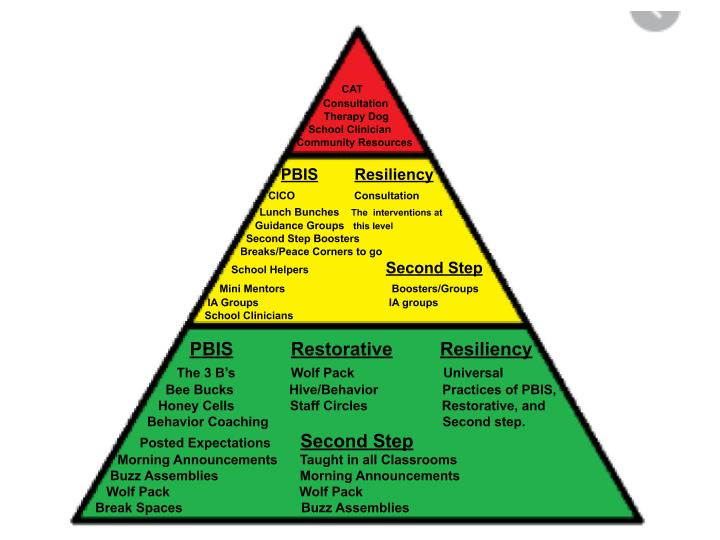 CAT
Consultation
Therapy Dog
School Clinician
Community Resources
PBIS Resiliency
CICO Consultation
Lunch Bunches The interventions at
Guidance Groups this level
Second Step Boosters
Breaks/Peace Corners to go
School Helpers Second Step
Mini Mentors Boosters/Groups
IA Groups IA groups
School Clinicians
PBIS Restorative Resiliency
The 3 B's Wolf Pack Universal
Bee Bucks Hive/Behavior Practices of PBIS,
Honey Cells Staff Circles Restorative, and
Behavior Coaching Second step.
Posted Expectations Second Step
Morning Announcements Taught in all Classrooms
Buzz Assemblies Morning Announcements
Wolf Pack Wolf Pack
Break Spaces Buzz Assemblies